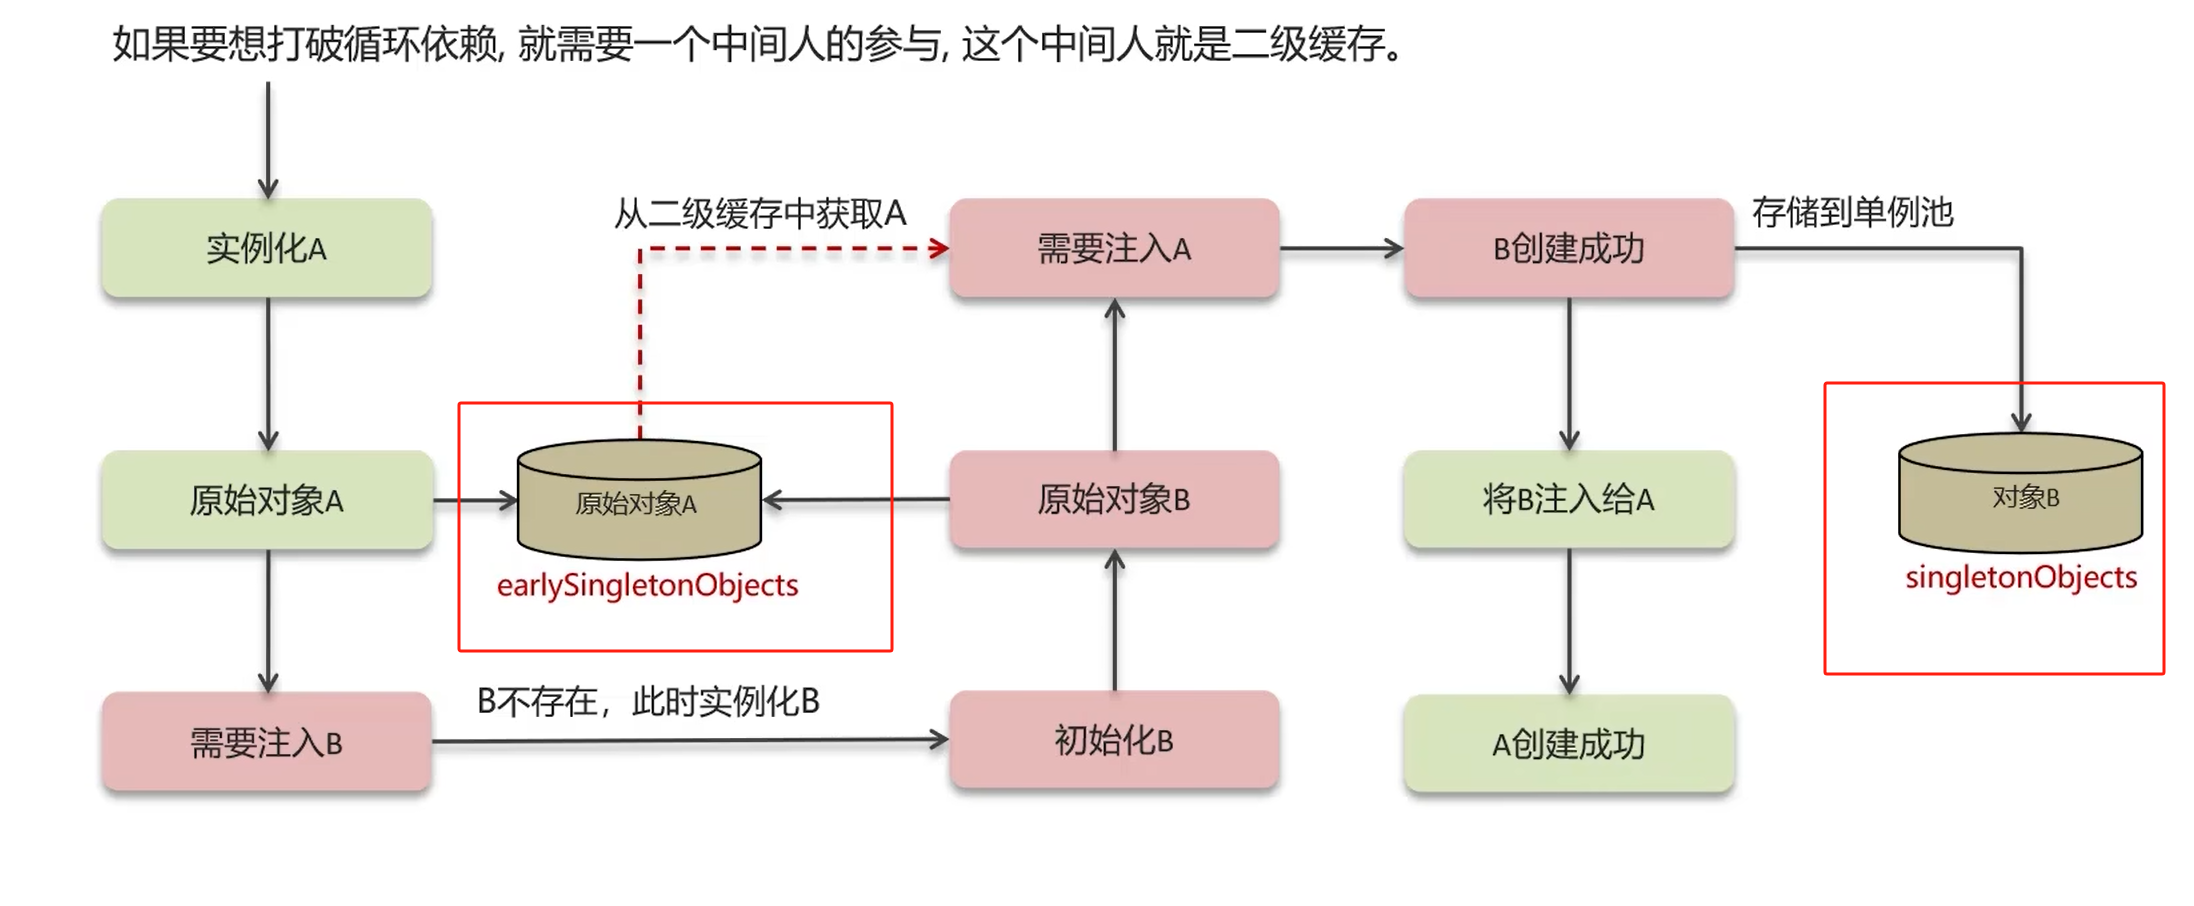 如果要想打破循环依赖, 就需要一个中间人的参与, 这个中间人就是二级缓存。
实例化A
从二级缓存中获取A
需要注入A
B创建成功
存储到单例池
原始对象A
原始对象A
earlySingletonObjects
原始对象B
将B注入给A
对象B
singletonObjects
需要注入B
B不存在，此时实例化B
初始化B
A创建成功